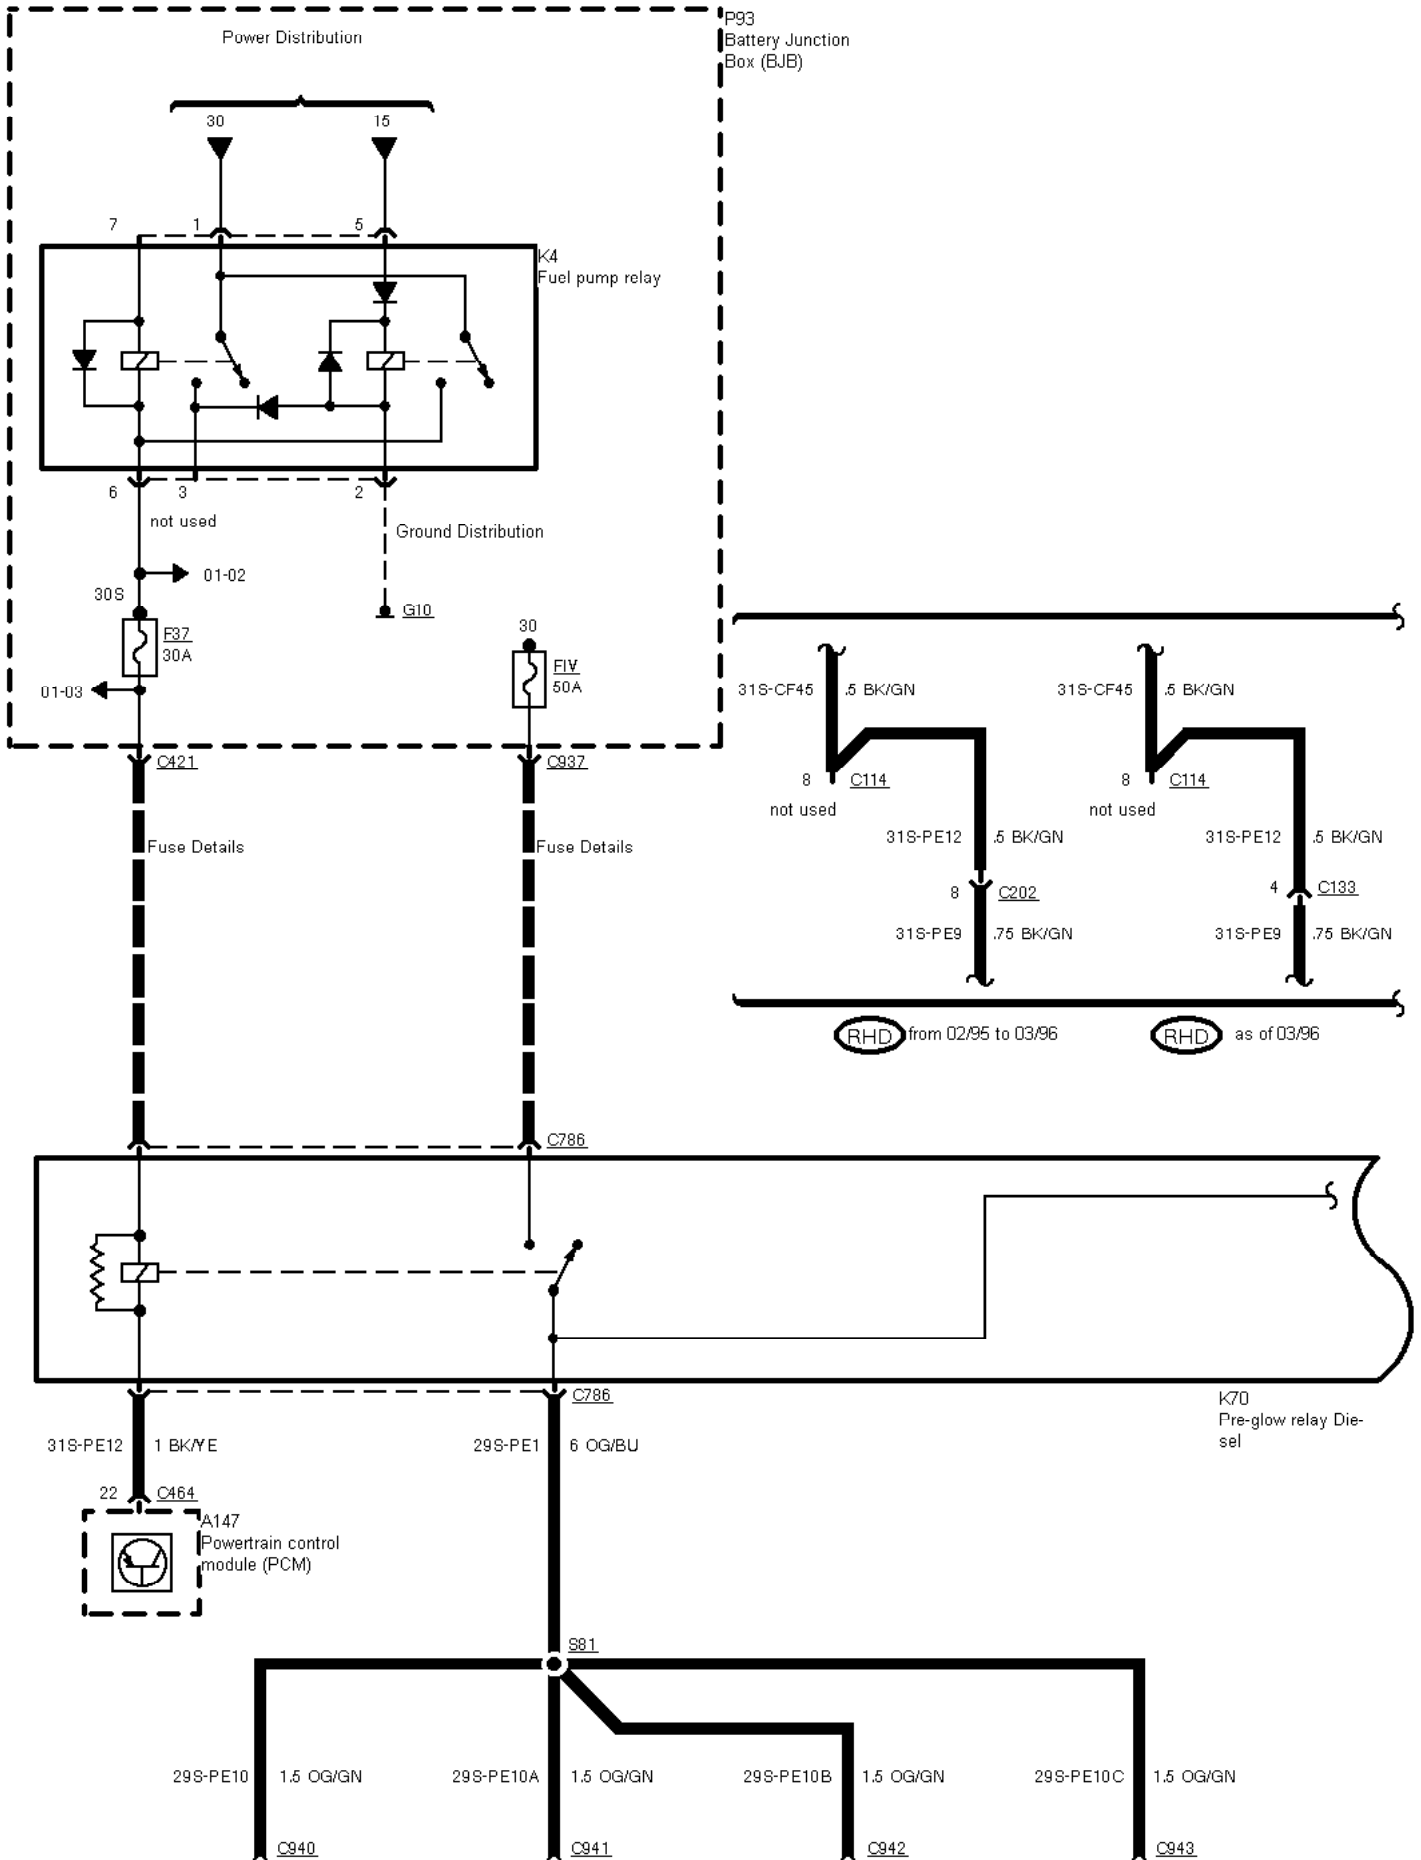 P93
Battery Junction
Box (BJB)
Power Distribution
30
15
7
1
5
K4
Fuel pump relay
6
3
2
not used
Ground Distribution
01-02
30S
G10
F37
30A
30
FIV
50A
01-03
C421
C937
Fuse Details
Fuse Details
31S-CF45
.5 BK/GN
31S-CF45
.5 BK/GN
8
C114
8
C114
not used
not used
31S-PE12
.5 BK/GN
31S-PE12
.5 BK/GN
8
C202
4
C133
31S-PE9
.75 BK/GN
31S-PE9
.75 BK/GN
RHD
from 02/95 to 03/96
RHD
as of 03/96
C786
C786
K70
Pre-glow relay Die-
sel
31S-PE12
1 BK/YE
29S-PE1
6 OG/BU
22
C464
A147
Powertrain control
module (PCM)
S81
29S-PE10
1.5 OG/GN
29S-PE10A
1.5 OG/GN
29S-PE10B
1.5 OG/GN
29S-PE10C
1.5 OG/GN
C940
C941
C942
C943